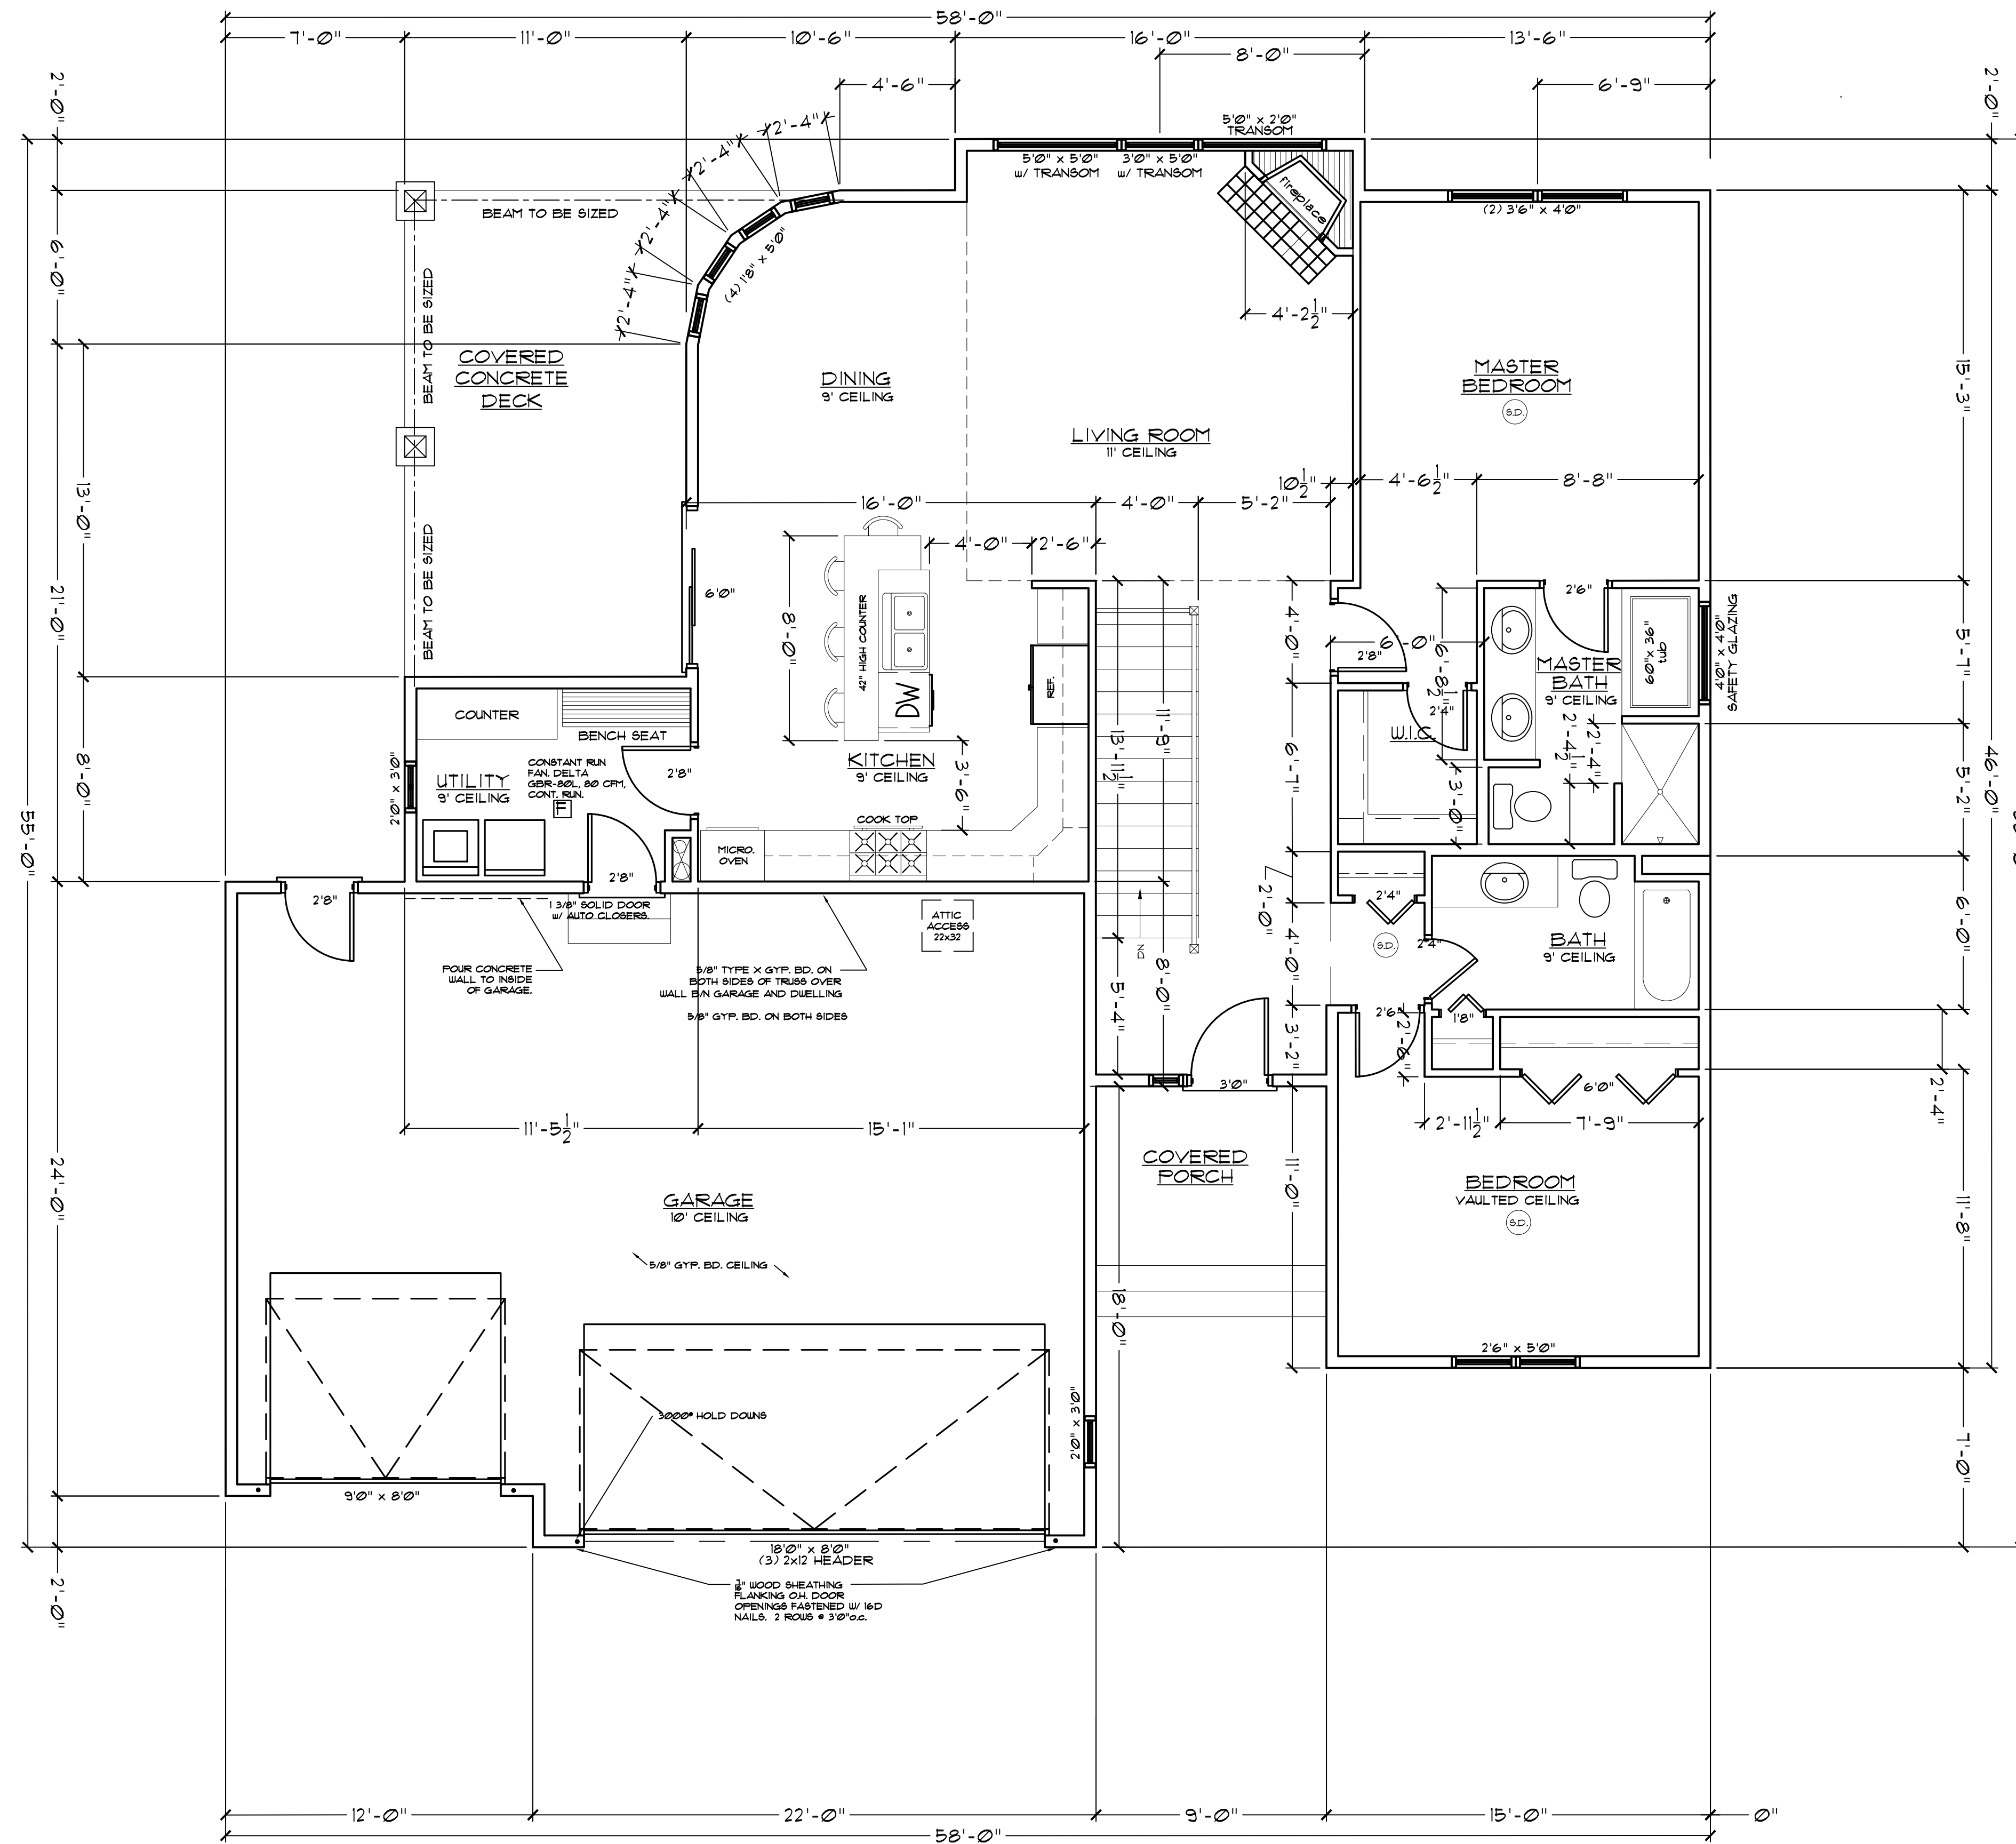 58'-0"
7'-0"
11'-0"
10'-6"
16'-0"
13'-6"
8'-0"
4'-6"
6'-9"
2'-0"
2'-0"
2'-4"
2'-4"
2'-4"
2'-4"
5'0" x 2'0"
TRANSOM
5'0" x 5'0"
w/ TRANSOM
3'0" x 5'0"
w/ TRANSOM
fireplace
(2) 3'6" x 4'0"
BEAM TO BE SIZED
(4) 1'8" x 5'0"
6'-0"
BEAM TO BE SIZED
4'-2 1/2"
COVERED
CONCRETE
DECK
DINING
9' CEILING
LIVING ROOM
11' CEILING
MASTER
BEDROOM
S.D.
15'-3"
13'-0"
10 1/2"
4'-6 1/2"
8'-8"
16'-0"
4'-0"
5'-2"
4'-0"
2'-6"
BEAM TO BE SIZED
21'-0"
6'0"
8'-0"
42" HIGH COUNTER
DW
REF.
11'-9"
13'-11 1/2"
4'-0"
6'-0"
2'8"
6'-8 1/2"
2'4"
2'6"
MASTER
BATH
9' CEILING
60"x 36"
tub
4'0" x 4'0"
SAFETY GLAZING
5'-7"
46'-0"
COUNTER
BENCH SEAT
UTILITY
9' CEILING
CONSTANT RUN
FAN. DELTA
GBR-80L, 80 CFM,
CONT. RUN.
F
2'8"
2'0" x 3'0"
8'-0"
KITCHEN
9' CEILING
3'-6"
COOK TOP
MICRO.
OVEN
W.I.C.
6'-7"
3'-0"
2'-4 1/2"
2'-4"
5'-2"
55'-0"
2'8"
2'8"
1 3/8" SOLID DOOR
w/ AUTO CLOSERS.
ATTIC
ACCESS
22x32
2'-0"
2'4"
S.D.
2'4"
BATH
9' CEILING
6'-0"
DN
POUR CONCRETE
WALL TO INSIDE
OF GARAGE.
5/8" TYPE X GYP. BD. ON
BOTH SIDES OF TRUSS OVER
WALL B/N GARAGE AND DWELLING
5/8" GYP. BD. ON BOTH SIDES
5'-4"
8'-0"
4'-0"
3'-2"
2'6"
2'-6"
1'8"
6'0"
2'-4"
3'0"
11'-5 1/2"
15'-1"
2'-11 1/2"
7'-9"
COVERED
PORCH
11'-0"
BEDROOM
VAULTED CEILING
S.D.
11'-8"
24'-0"
GARAGE
10' CEILING
5/8" GYP. BD. CEILING
18'-0"
2'6" x 5'0"
3000# HOLD DOWNS
2'0" x 3'0"
7'-0"
9'0" x 8'0"
18'0" x 8'0"
(3) 2x12 HEADER
WOOD SHEATHING
FLANKING O.H. DOOR
OPENINGS FASTENED W/ 16D
NAILS. 2 ROWS @ 3'0"o.c.
2'-0"
12'-0"
22'-0"
9'-0"
15'-0"
0"
58'-0"